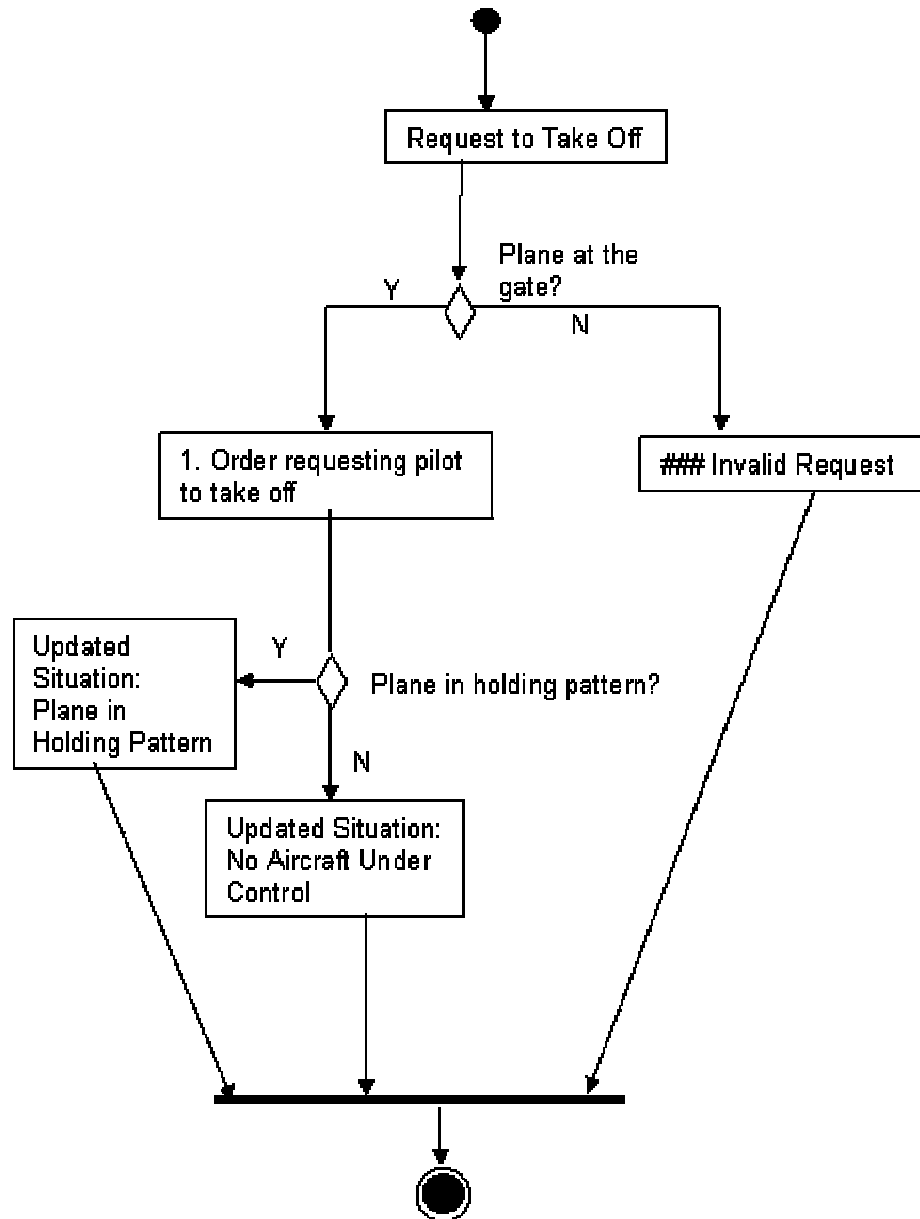 Request to Take Off
Plane at the
gate?
Y
N
1. Order requesting pilot
to take off
### Invalid Request
Updated
Situation:
Plane in
Holding Pattern
Y
Plane in holding pattern?
N
Updated Situation:
No Aircraft Under
Control